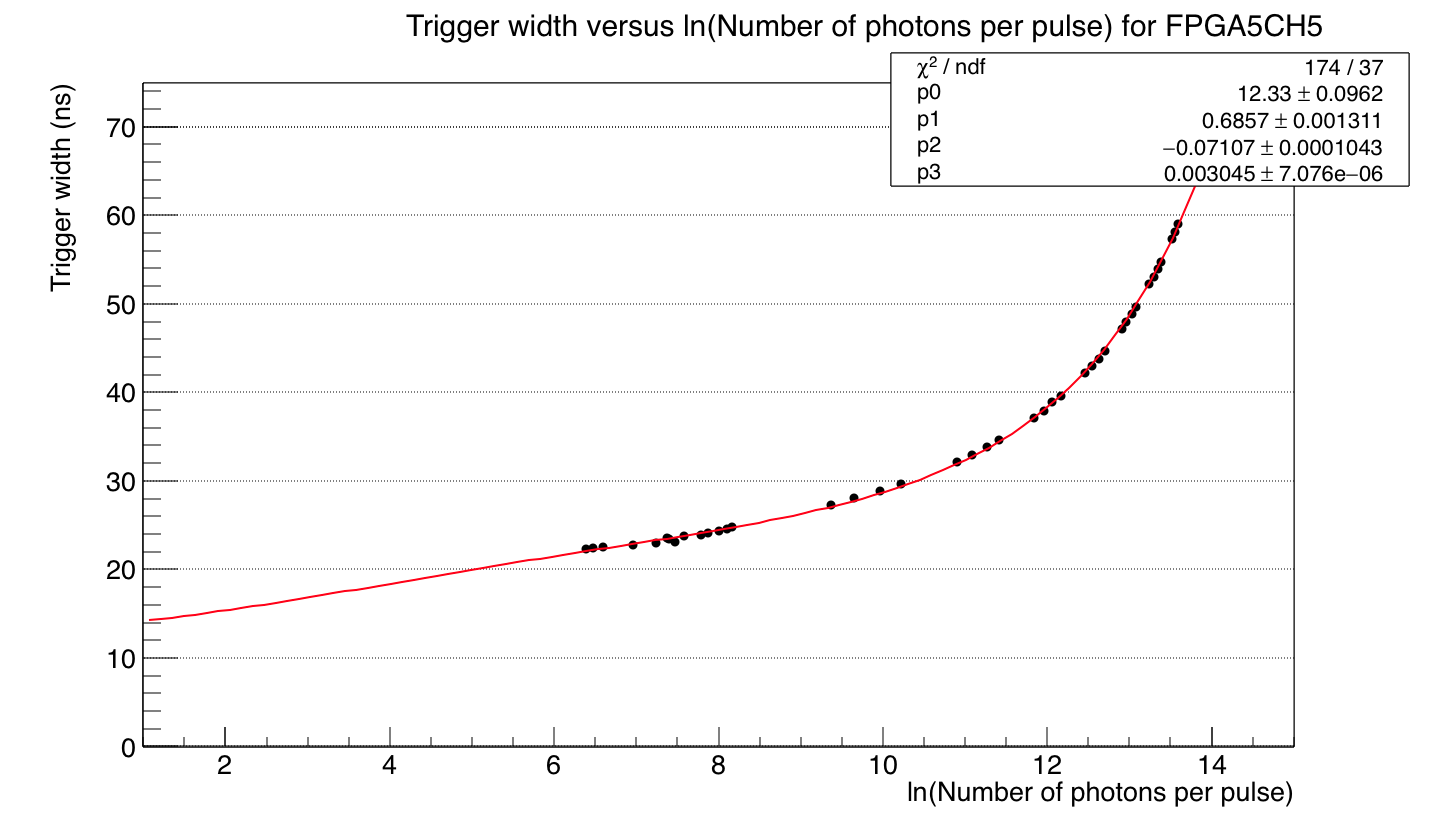 Trigger width versus ln(Number of photons per pulse) for FPGA5CH5
χ² / ndf 174 / 37
p0 12.33 ± 0.0962
p1 0.6857 ± 0.001311
p2 −0.07107 ± 0.0001043
p3 0.003045 ± 7.076e−06
Trigger width (ns)
70
60
50
40
30
20
10
0
2 4 6 8 10 12 14
ln(Number of photons per pulse)